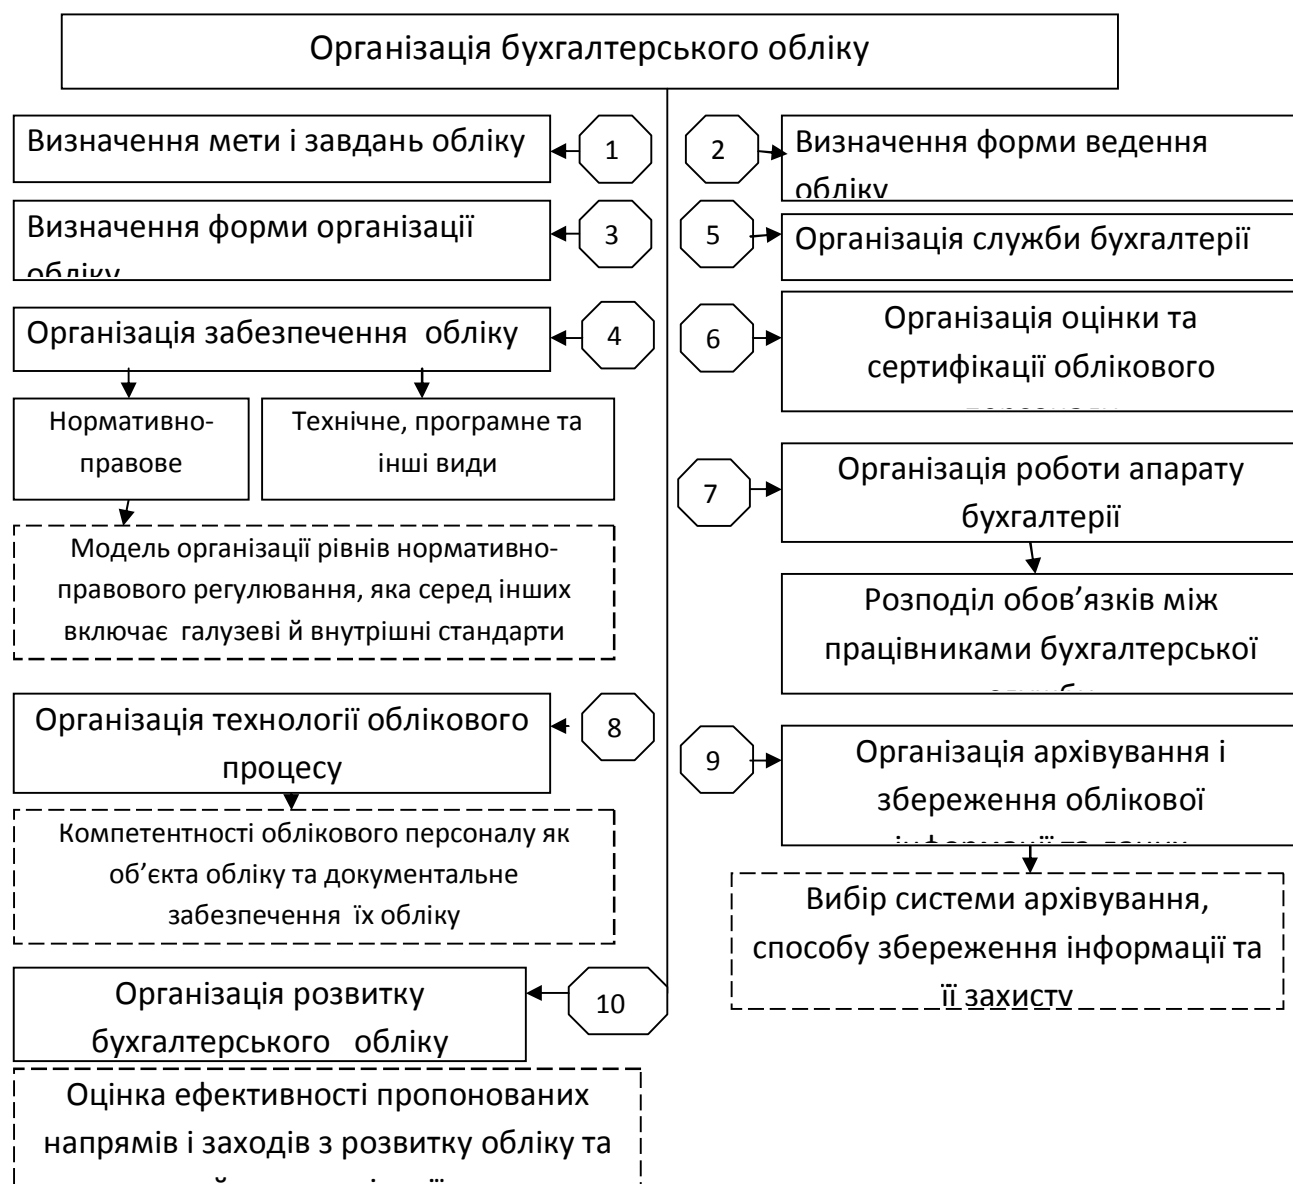 Організація бухгалтерського обліку
Визначення мети і завдань обліку
1
2
Визначення форми ведення
обліку
Визначення форми організації
обліку
3
5
Організація служби бухгалтерії
Організація забезпечення обліку
4
6
Організація оцінки та
сертифікації облікового
Нормативно-
правове
Технічне, програмне та
інші види
7
Організація роботи апарату
бухгалтерії
Модель організації рівнів нормативно-
правового регулювання, яка серед інших
включає галузеві й внутрішні стандарти
Розподіл обов’язків між
працівниками бухгалтерської
Організація технології облікового
процесу
8
9
Організація архівування і
збереження облікової
інформації та даних
Компетентності облікового персоналу як
об’єкта обліку та документальне
забезпечення їх обліку
Вибір системи архівування,
способу збереження інформації та
її захисту
Організація розвитку
бухгалтерського обліку
10
Оцінка ефективності пропонованих
напрямів і заходів з розвитку обліку та